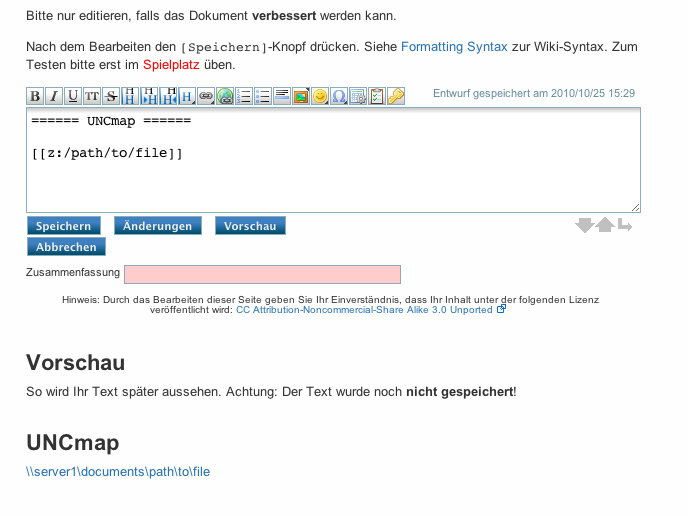 Bitte nur editieren, falls das Dokument verbessert werden kann.
Nach dem Bearbeiten den [Speichern]-Knopf drücken. Siehe Formatting Syntax zur Wiki-Syntax. Zum
Testen bitte erst im Spielplatz üben.
B I U TT S H H H H
Entwurf gespeichert am 2010/10/25 15:29
====== UNCmap ======
[[z:/path/to/file]]
Speichern Änderungen Vorschau
Abbrechen
Zusammenfassung
Hinweis: Durch das Bearbeiten dieser Seite geben Sie Ihr Einverständnis, dass Ihr Inhalt unter der folgenden Lizenz
veröffentlicht wird: CC Attribution-Noncommercial-Share Alike 3.0 Unported
Vorschau
So wird Ihr Text später aussehen. Achtung: Der Text wurde noch nicht gespeichert!
UNCmap
\\server1\documents\path\to\file